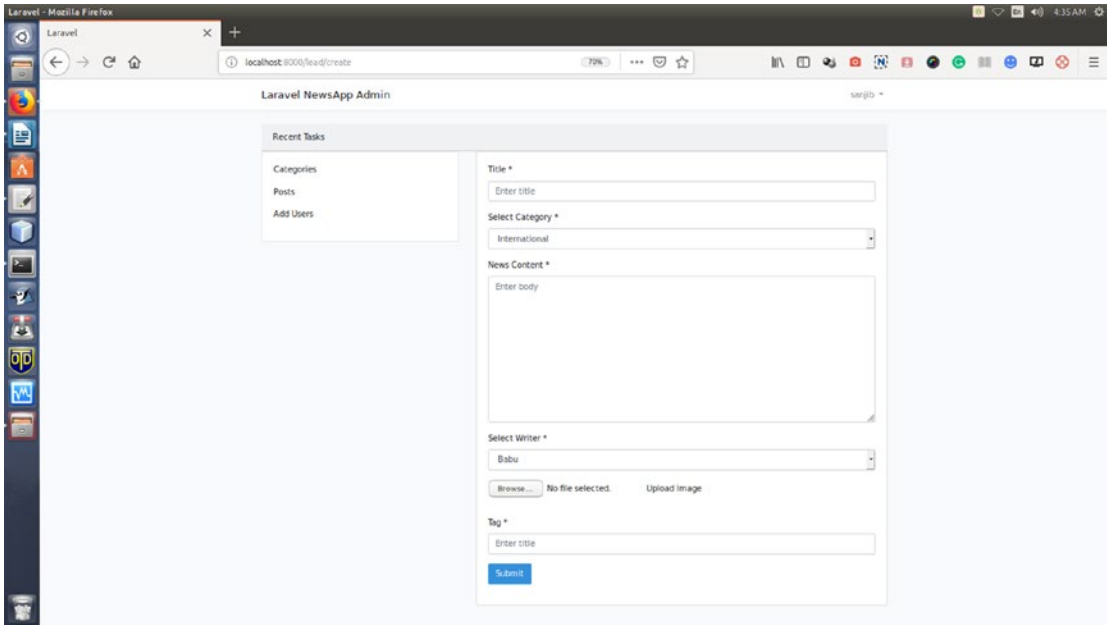 Laravel - Mozilla Firefox
4:35 AM
Laravel
localhost:8000/lead/create
70%
Laravel NewsApp Admin
sanjib
Recent Tasks
Categories
Posts
Add Users
Title *
Enter title
Select Category *
International
News Content *
Enter body
Select Writer *
Babu
Browse... No file selected. Upload Image
Tag *
Enter title
Submit